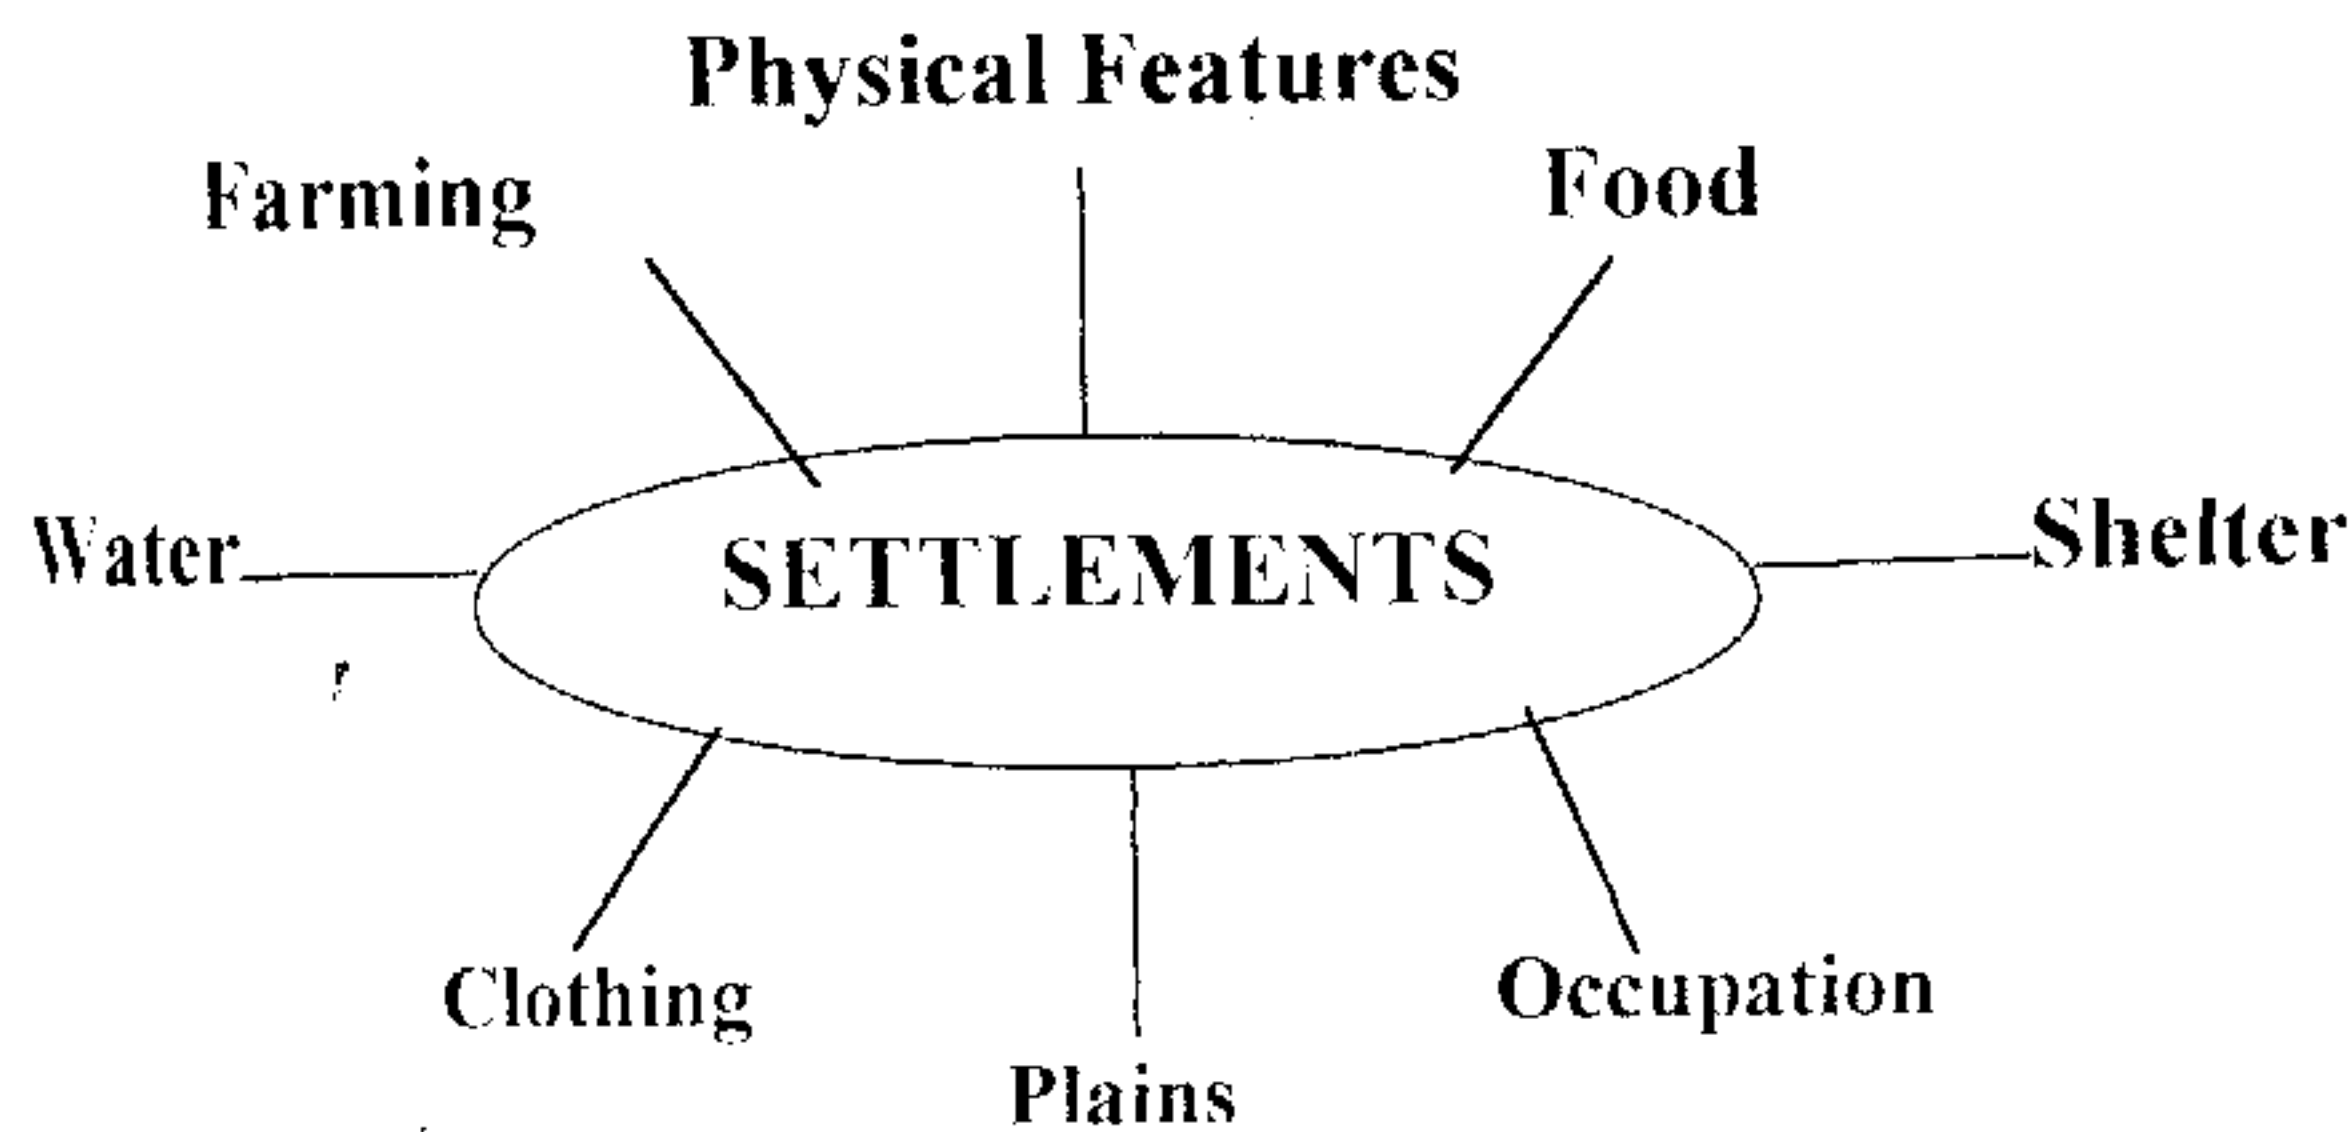 Physical Features
Farming
Food
Water
SETTLEMENTS
Shelter
Clothing
Occupation
Plains